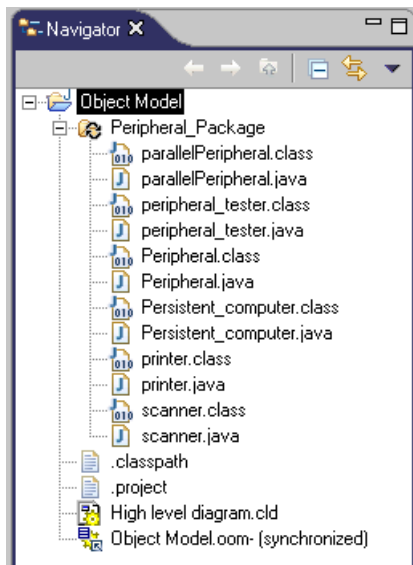 Navigator
Object Model
Peripheral_Package
parallelPeripheral.class
parallelPeripheral.java
peripheral_tester.class
peripheral_tester.java
Peripheral.class
Peripheral.java
Persistent_computer.class
Persistent_computer.java
printer.class
printer.java
scanner.class
scanner.java
.classpath
.project
High level diagram.cld
Object Model.oom- (synchronized)